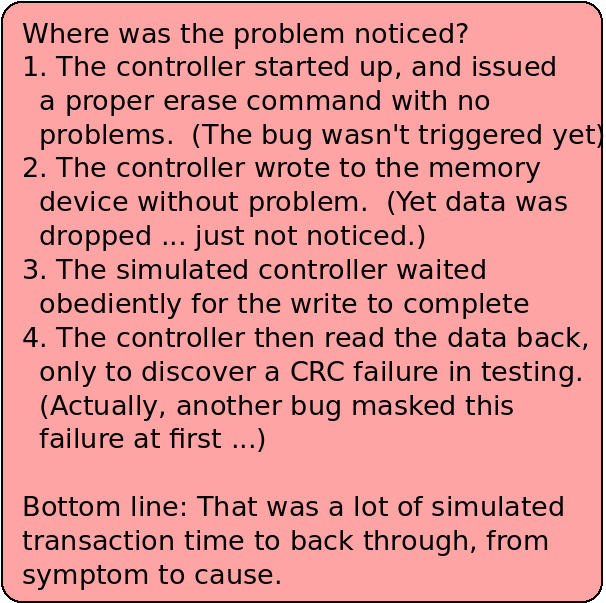 Where was the problem noticed?
1. The controller started up, and issued
a proper erase command with no
problems.  (The bug wasn't triggered yet)
2. The controller wrote to the memory
device without problem.  (Yet data was
dropped ... just not noticed.)
3. The simulated controller waited
obediently for the write to complete
4. The controller then read the data back,
only to discover a CRC failure in testing.
(Actually, another bug masked this
failure at first ...)
Bottom line: That was a lot of simulated
transaction time to back through, from
symptom to cause.